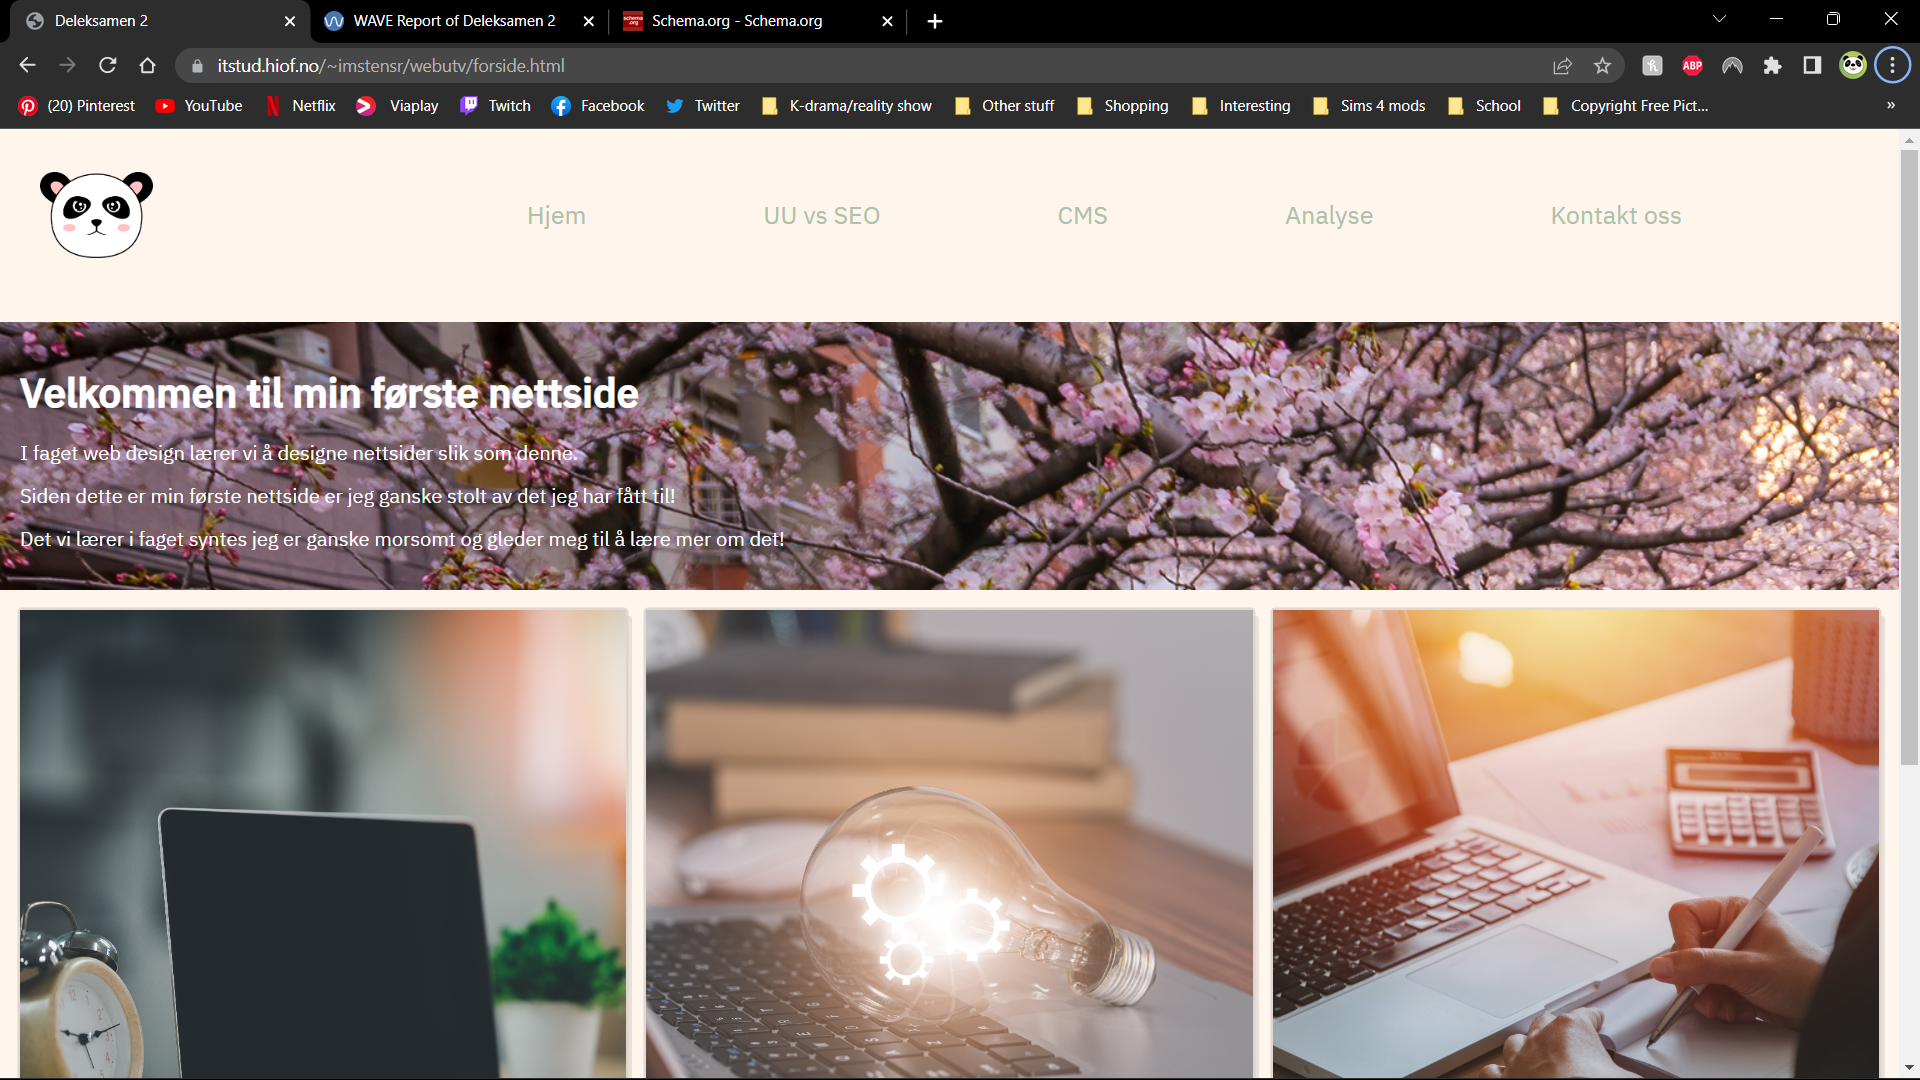 Deleksamen 2
WAVE Report of Deleksamen 2
Schema.org - Schema.org
itstud.hiof.no/~imstensr/webutv/forside.html
ABP
(20) Pinterest
YouTube
Netflix
Viaplay
Twitch
Facebook
Twitter
K-drama/reality show
Other stuff
Shopping
Interesting
Sims 4 mods
School
Copyright Free Pict...
»
Hjem
UU vs SEO
CMS
Analyse
Kontakt oss
Velkommen til min første nettside
I faget web design lærer vi å designe nettsider slik som denne.
Siden dette er min første nettside er jeg ganske stolt av det jeg har fått til!
Det vi lærer i faget syntes jeg er ganske morsomt og gleder meg til å lære mer om det!